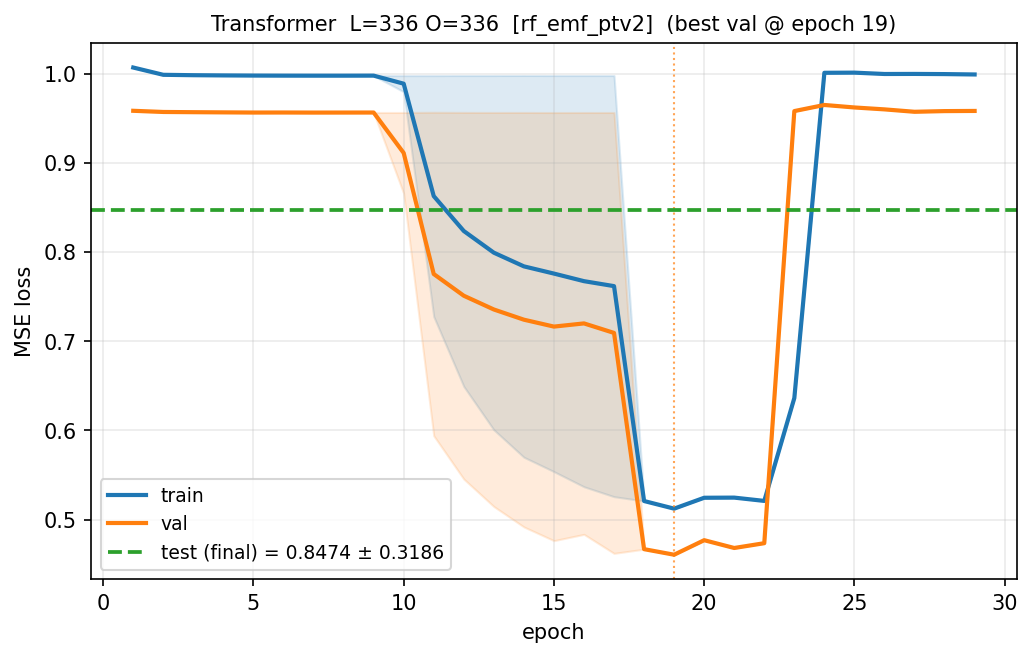 Transformer  L=336 O=336  [rf_emf_ptv2]  (best val @ epoch 19)
MSE loss
1.0
0.9
0.8
0.7
0.6
0.5
train
val
test (final) = 0.8474 ± 0.3186
0 5 10 15 20 25 30
epoch